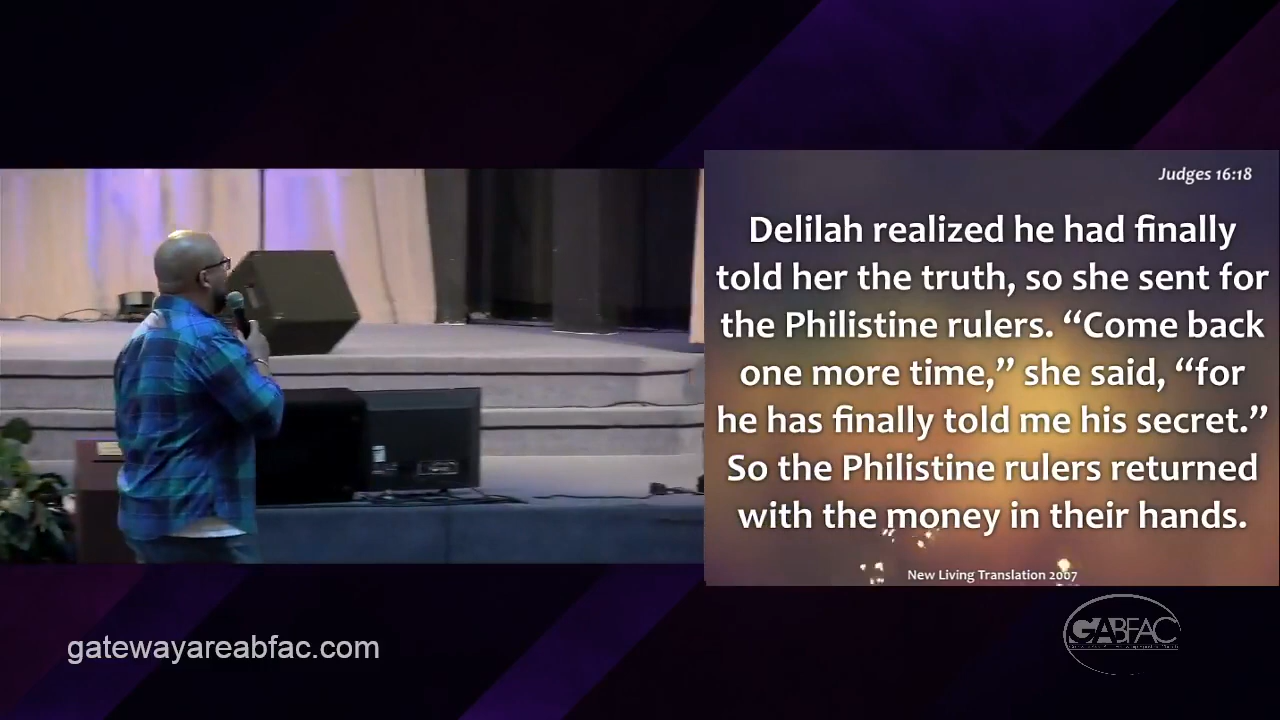 Judges 16:18
Delilah realized he had finally
told her the truth, so she sent for
the Philistine rulers. “Come back
one more time,” she said, “for
he has finally told me his secret.”
So the Philistine rulers returned
with the money in their hands.
New Living Translation 2007
gatewayareabfac.com
GABFAC